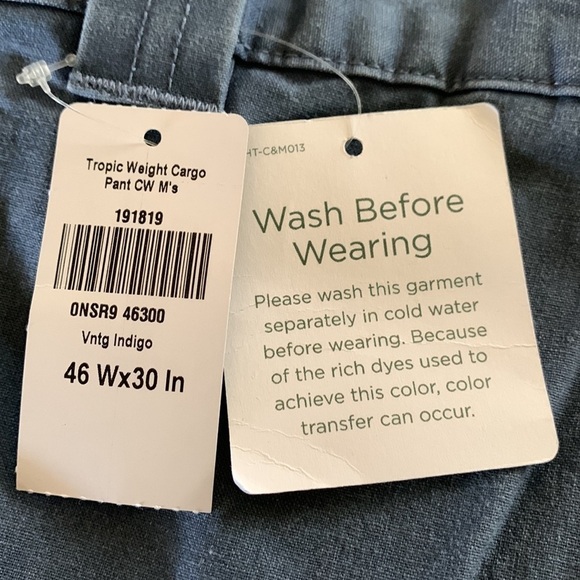 Tropic Weight Cargo
Pant CW M's
191819
0NSR9 46300
Vntg Indigo
46 Wx30 In
HT-C&M013
Wash Before
Wearing
Please wash this garment
separately in cold water
before wearing. Because
of the rich dyes used to
achieve this color, color
transfer can occur.